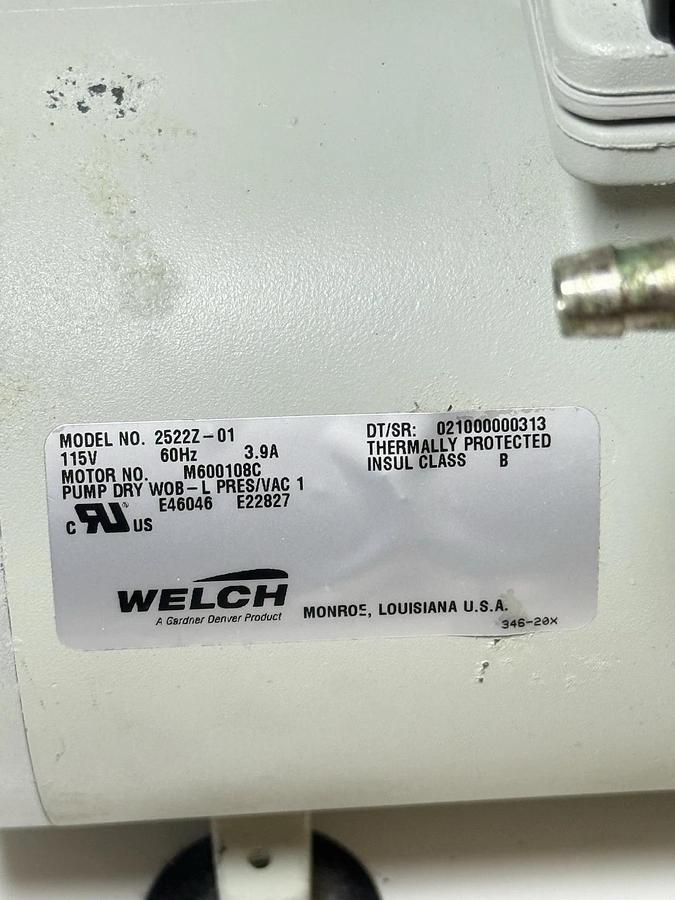 MODEL NO. 2522Z-01
115V 60Hz 3.9A
MOTOR NO. M600108C
PUMP DRY WOB-L PRES/VAC 1
E46046 E22827
C RU US
DT/SR: 021000000313
THERMALLY PROTECTED
INSUL CLASS B
WELCH
A Gardner Denver Product
MONROE, LOUISIANA U.S.A.
346-20X